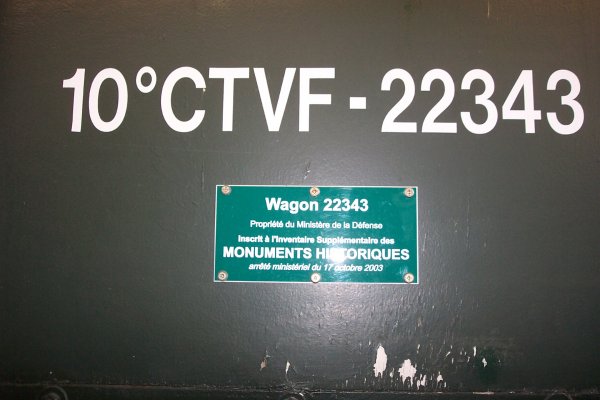 10°CTVF - 22343
Wagon 22343
Propriété du Ministère de la Défense
Inscrit à l'Inventaire Supplémentaire des
MONUMENTS HISTORIQUES
arrêté ministériel du 17 octobre 2003